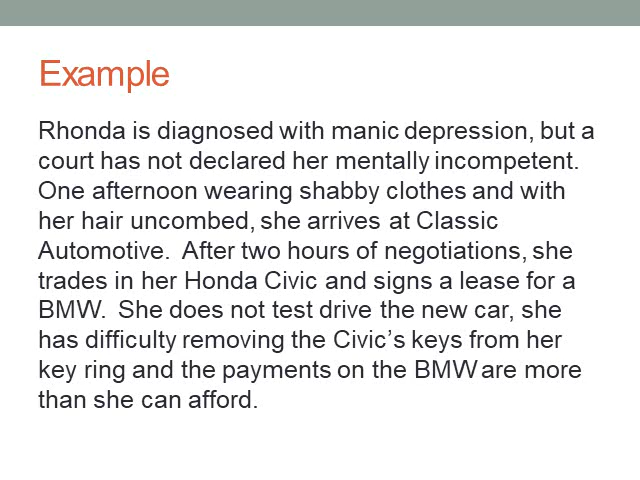 Example
Rhonda is diagnosed with manic depression, but a
court has not declared her mentally incompetent.
One afternoon wearing shabby clothes and with
her hair uncombed, she arrives at Classic
Automotive.  After two hours of negotiations, she
trades in her Honda Civic and signs a lease for a
BMW.  She does not test drive the new car, she
has difficulty removing the Civic’s keys from her
key ring and the payments on the BMW are more
than she can afford.